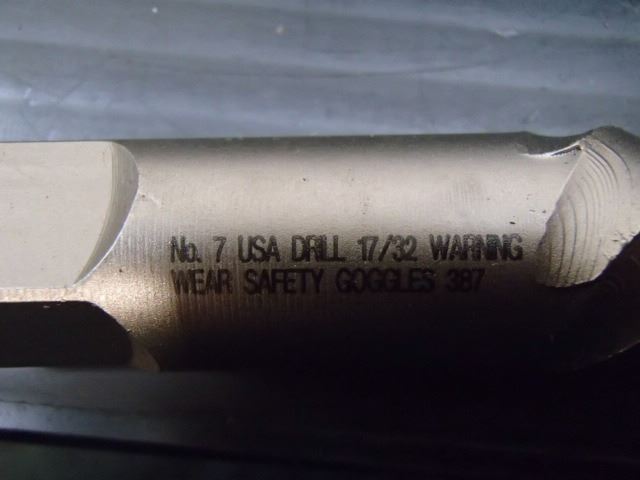 No. 7 USA DRILL 17/32 WARNING
WEAR SAFETY GOGGLES 387